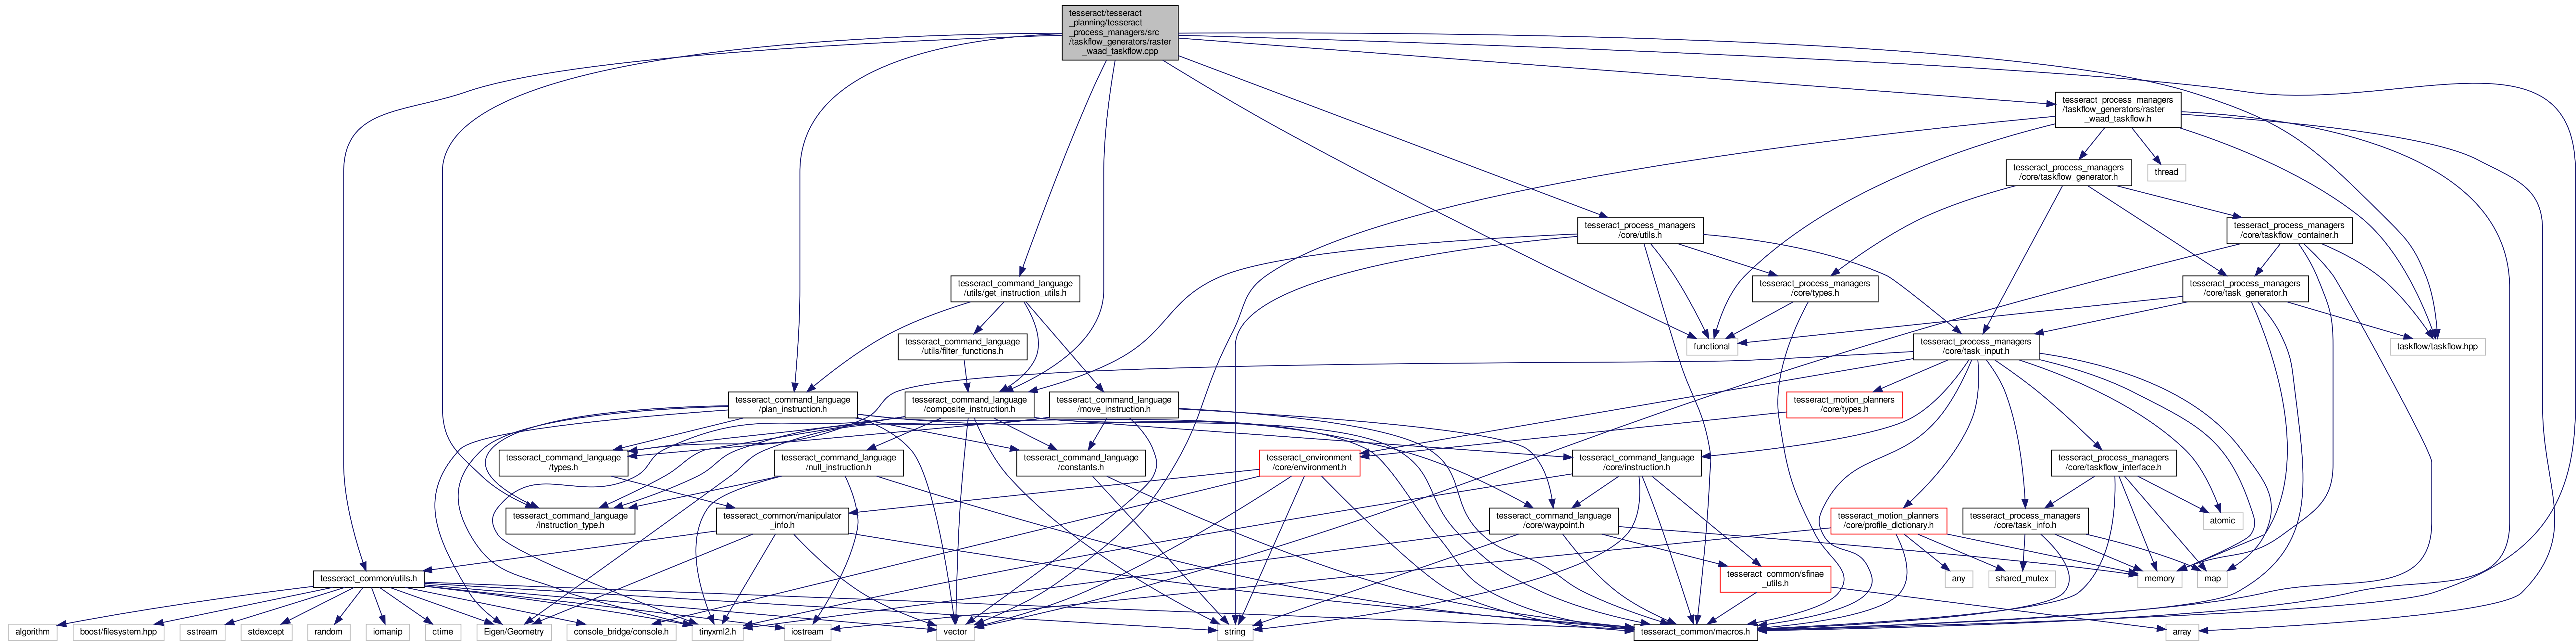 tesseract/tesseract
_planning/tesseract
_process_managers/src
/taskflow_generators/raster
_waad_taskflow.cpp
tesseract_process_managers
/taskflow_generators/raster
_waad_taskflow.h
tesseract_process_managers
/core/taskflow_generator.h
thread
tesseract_process_managers
/core/utils.h
tesseract_process_managers
/core/taskflow_container.h
tesseract_command_language
/utils/get_instruction_utils.h
tesseract_process_managers
/core/types.h
tesseract_process_managers
/core/task_generator.h
tesseract_command_language
/utils/filter_functions.h
functional
tesseract_process_managers
/core/task_input.h
taskflow/taskflow.hpp
tesseract_command_language
/plan_instruction.h
tesseract_command_language
/composite_instruction.h
tesseract_command_language
/move_instruction.h
tesseract_motion_planners
/core/types.h
tesseract_command_language
/types.h
tesseract_command_language
/null_instruction.h
tesseract_command_language
/constants.h
tesseract_environment
/core/environment.h
tesseract_command_language
/core/instruction.h
tesseract_process_managers
/core/taskflow_interface.h
tesseract_command_language
/instruction_type.h
tesseract_common/manipulator
_info.h
tesseract_command_language
/core/waypoint.h
tesseract_motion_planners
/core/profile_dictionary.h
tesseract_process_managers
/core/task_info.h
atomic
tesseract_common/utils.h
tesseract_common/sfinae
_utils.h
any
shared_mutex
memory
map
algorithm
boost/filesystem.hpp
sstream
stdexcept
random
iomanip
ctime
Eigen/Geometry
console_bridge/console.h
tinyxml2.h
iostream
vector
string
tesseract_common/macros.h
array